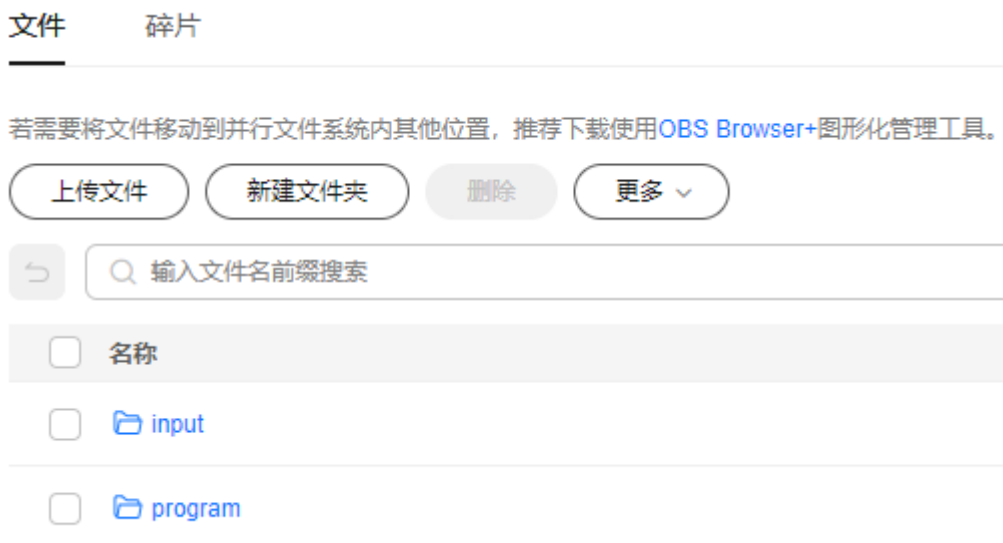 文件 碎片
若需要将文件移动到并行文件系统内其他位置，推荐下载使用OBS Browser+图形化管理工具。
上传文件 新建文件夹 删除 更多
输入文件名前缀搜索
名称
input
program